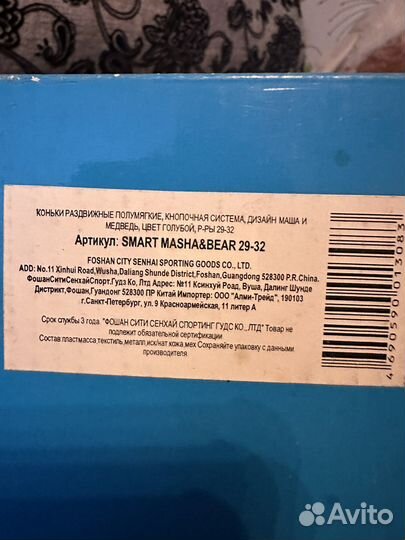 КОНЬКИ РАЗДВИЖНЫЕ ПОЛУМЯГКИЕ, КНОПОЧНАЯ СИСТЕМА, ДИЗАЙН МАША И
МЕДВЕДЬ, ЦВЕТ ГОЛУБОЙ, Р-РЫ 29-32
Артикул: SMART MASHA&BEAR 29-32
FOSHAN CITY SENHAI SPORTING GOODS CO., LTD.
ADD: No.11 Xinhui Road,Wusha,Daliang Shunde District,Foshan,Guangdong 528300 P.R.China.
ФошанСитиСенхайСпорт.Гудз Ко, Лтд Адрес: №11 Ксинхуй Роад, Вуша, Далинг Шунде
Дистрикт,Фошан,Гуандонг 528300 ПР Китай Импортер: ООО "Алми-Трейд", 190103
г.Санкт-Петербург, ул. 9 Красноармейская, 11 литер А
Срок службы 3 года. "ФОШАН СИТИ СЕНХАЙ СПОРТИНГ ГУДС КО.,ЛТД" Товар не
подлежит обязательной сертификации
Состав:пластмасса,текстиль,металл,иск/нат кожа,мех Сохраняйте упаковку с данными
производителя.
4690590013083
Avito